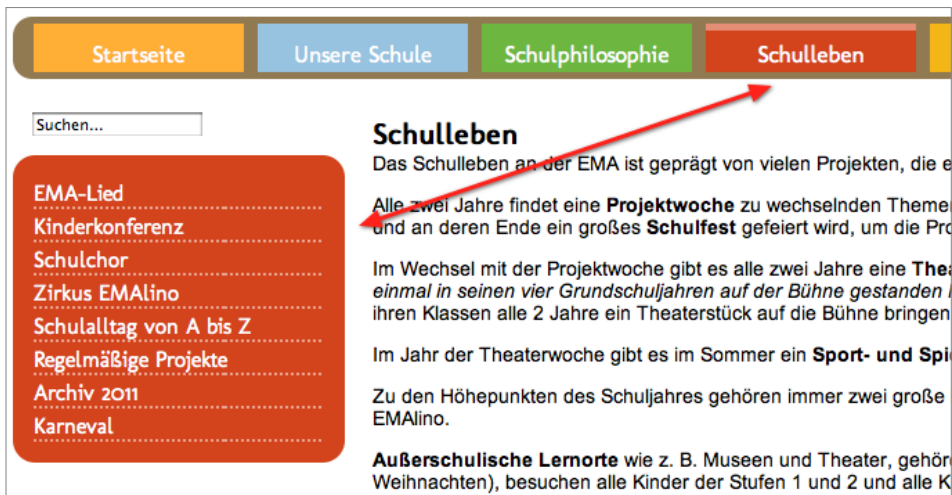 Startseite
Unsere Schule
Schulphilosophie
Schulleben
Suchen...
EMA-Lied
Kinderkonferenz
Schulchor
Zirkus EMAlino
Schulalltag von A bis Z
Regelmäßige Projekte
Archiv 2011
Karneval
Schulleben
Das Schulleben an der EMA ist geprägt von vielen Projekten, die
Alle zwei Jahre findet eine Projektwoche zu wechselnden
und an deren Ende ein großes Schulfest gefeiert wird, um die
Im Wechsel mit der Projektwoche gibt es alle zwei Jahre eine
einmal in seinen vier Grundschuljahren auf der Bühne gestanden
ihren Klassen alle 2 Jahre ein Theaterstück auf die Bühne bringen
Im Jahr der Theaterwoche gibt es im Sommer ein Sport- und
Zu den Höhepunkten des Schuljahres gehören immer zwei große
EMAlino.
Außerschulische Lernorte wie z. B. Museen und Theater,
Weihnachten), besuchen alle Kinder der Stufen 1 und 2 und alle